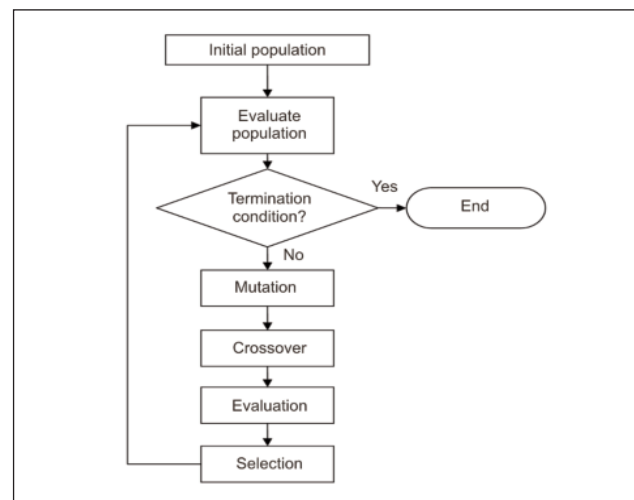 Initial population
Evaluate
population
Termination
condition?
Yes
End
No
Mutation
Crossover
Evaluation
Selection